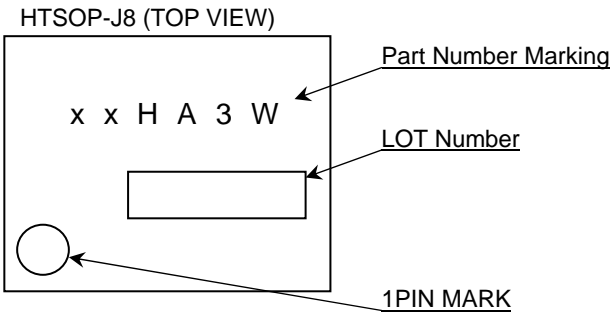 HTSOP-J8 (TOP VIEW)
Part Number Marking
x x H A 3 W
LOT Number
1PIN MARK